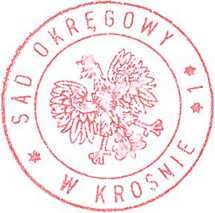 * SĄD OKRĘGOWY * 1 *
W KROŚNIE